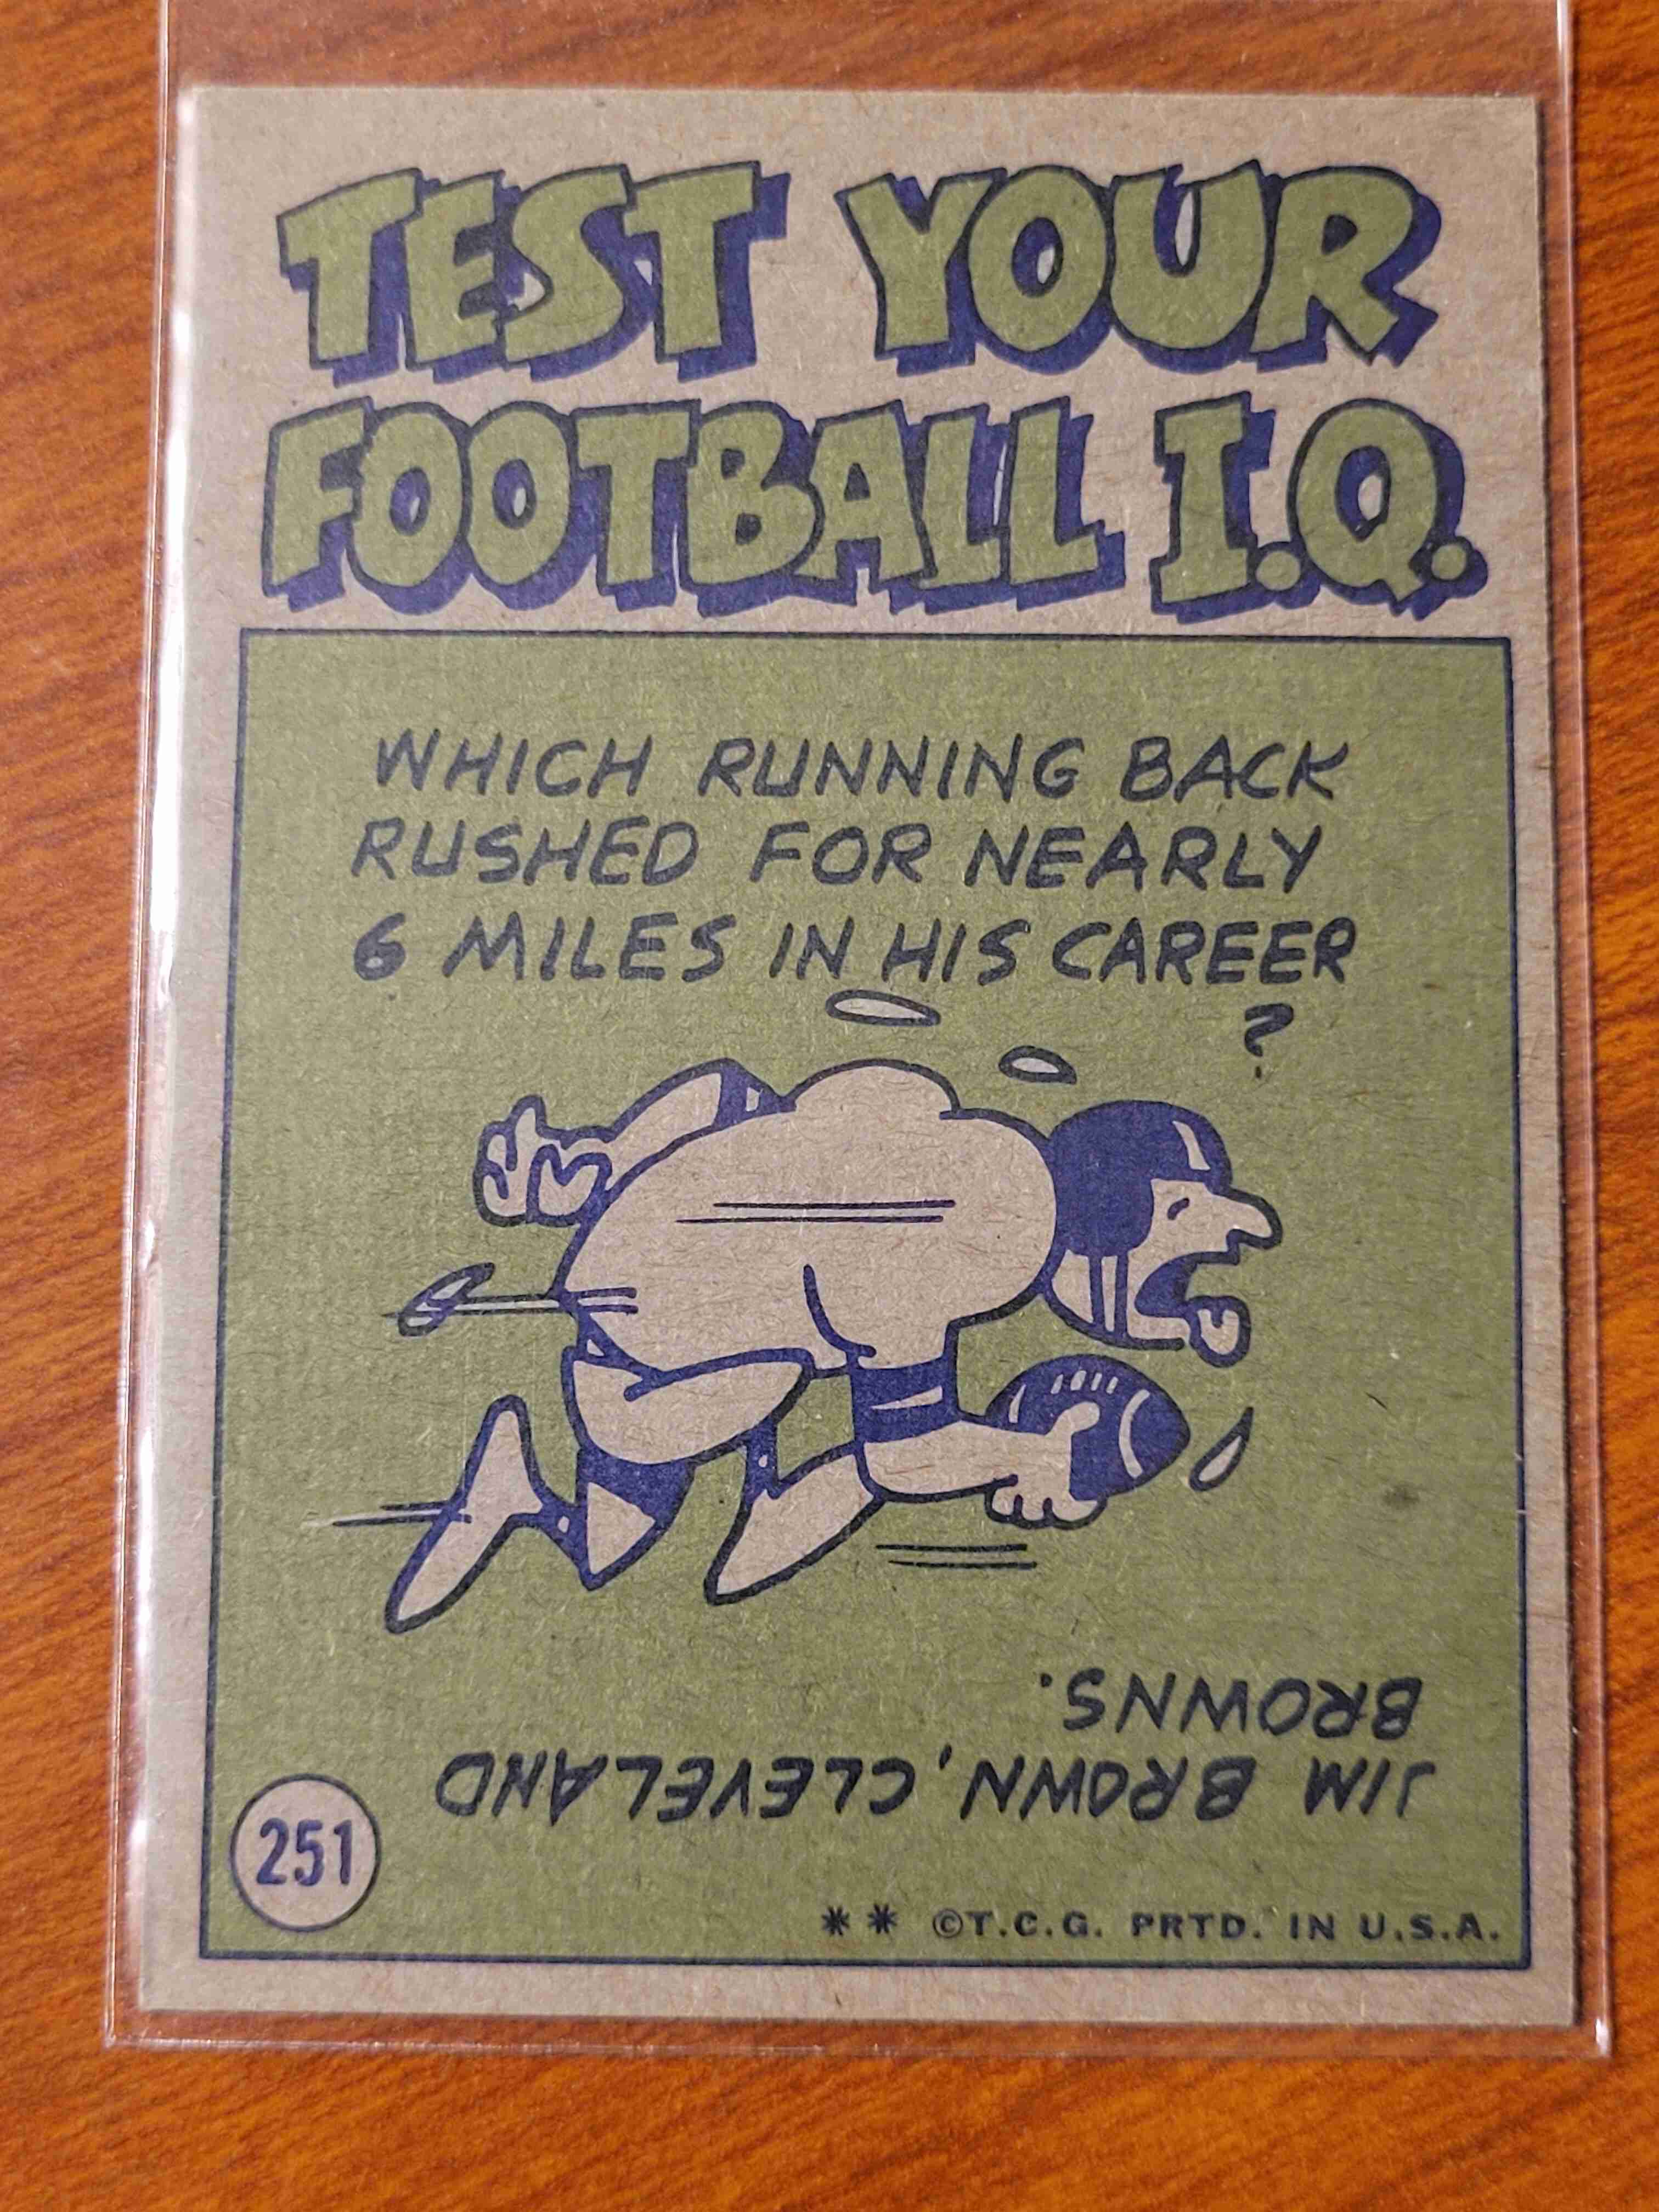 TEST YOUR
FOOTBALL I.Q.
WHICH RUNNING BACK
RUSHED FOR NEARLY
6 MILES IN HIS CAREER
?
JIM BROWN, CLEVELAND
BROWNS.
251
** ©T.C.G. PRTD. IN U.S.A.